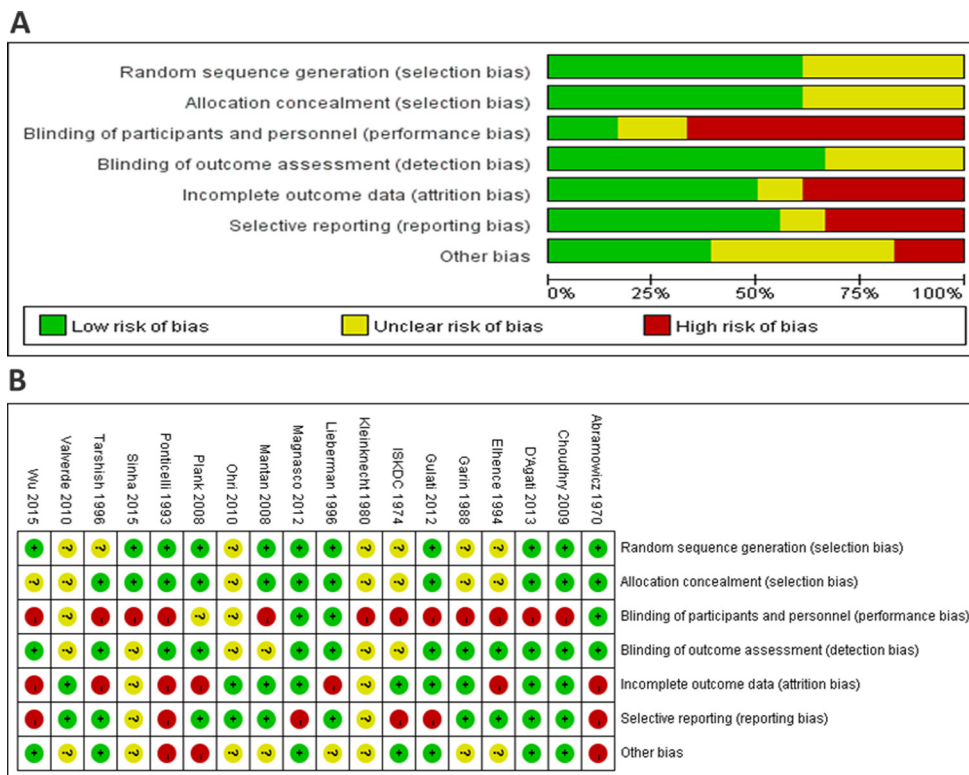 A
Random sequence generation (selection bias)
Allocation concealment (selection bias)
Blinding of participants and personnel (performance bias)
Blinding of outcome assessment (detection bias)
Incomplete outcome data (attrition bias)
Selective reporting (reporting bias)
Other bias
0% 25% 50% 75% 100%
Low risk of bias Unclear risk of bias High risk of bias
B
Wu 2015
Valverde 2010
Tarshish 1996
Sinha 2015
Ponticelli 1993
Plank 2008
Ohri 2010
Mantan 2008
Magnasco 2012
Lieberman 1996
Kleinknecht 1980
ISKDC 1974
Gulati 2012
Garin 1988
Elhence 1994
D'Agati 2013
Choudhry 2009
Abramowicz 1970
+ ? ? + + + ? + + + ? ? + ? ? + + + Random sequence generation (selection bias)
? ? + + + + ? + + + ? ? + ? ? + + + Allocation concealment (selection bias)
- ? - - - ? ? - + + - - - - - - - + Blinding of participants and personnel (performance bias)
+ ? + ? + + ? ? + + ? ? + + + + + + Blinding of outcome assessment (detection bias)
- + - ? - - + + + - ? + + + - + + - Incomplete outcome data (attrition bias)
- + + ? - + + + - + ? - - + + + + - Selective reporting (reporting bias)
+ ? + ? - - ? ? + ? ? + + ? ? + + - Other bias